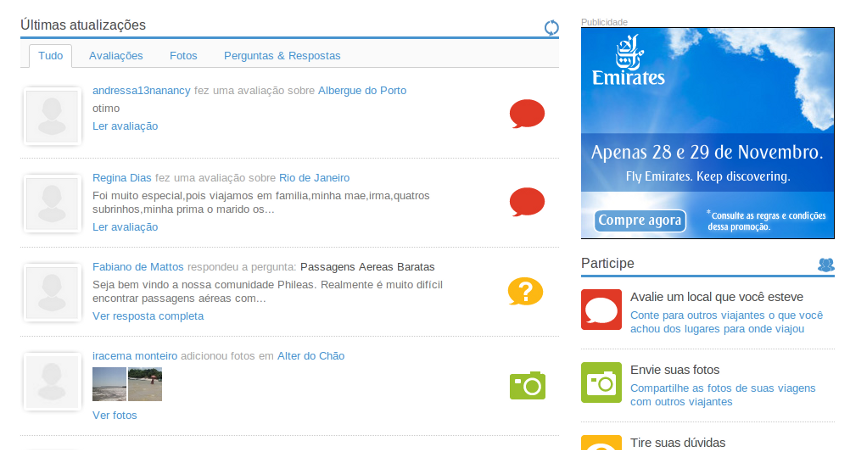 Últimas atualizações
Tudo Avaliações Fotos Perguntas & Respostas
andressa13nanancy fez uma avaliação sobre Albergue do Porto
otimo
Ler avaliação
Regina Dias fez uma avaliação sobre Rio de Janeiro
Foi muito especial,pois viajamos em familia,minha mae,irma,quatros
subrinhos,minha prima o marido os...
Ler avaliação
Fabiano de Mattos respondeu a pergunta: Passagens Aereas Baratas
Seja bem vindo a nossa comunidade Phileas. Realmente é muito difícil
encontrar passagens aéreas com...
Ver resposta completa
iracema monteiro adicionou fotos em Alter do Chão
Ver fotos
Publicidade
Emirates
Apenas 28 e 29 de Novembro.
Fly Emirates. Keep discovering.
Compre agora
*Consulte as regras e condições
dessa promoção.
Participe
Avalie um local que você esteve
Conte para outros viajantes o que você
achou dos lugares para onde viajou
Envie suas fotos
Compartilhe as fotos de suas viagens
com outros viajantes
Tire suas dúvidas